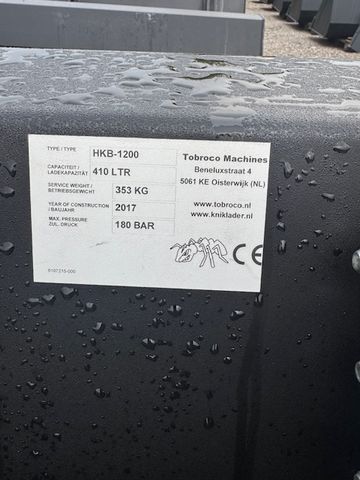 TYPE / TYPE HKB-1200
CAPACITEIT / LADEKAPAZITÄT 410 LTR
SERVICE WEIGHT / BETRIEBSGEWICHT 353 KG
YEAR OF CONSTRUCTION / BAUJAHR 2017
MAX. PRESSURE ZUL. DRUCK 180 BAR
Tobroco Machines
Beneluxstraat 4
5061 KE Oisterwijk (NL)
www.tobroco.nl
www.kniklader.nl
CE
6107215-000